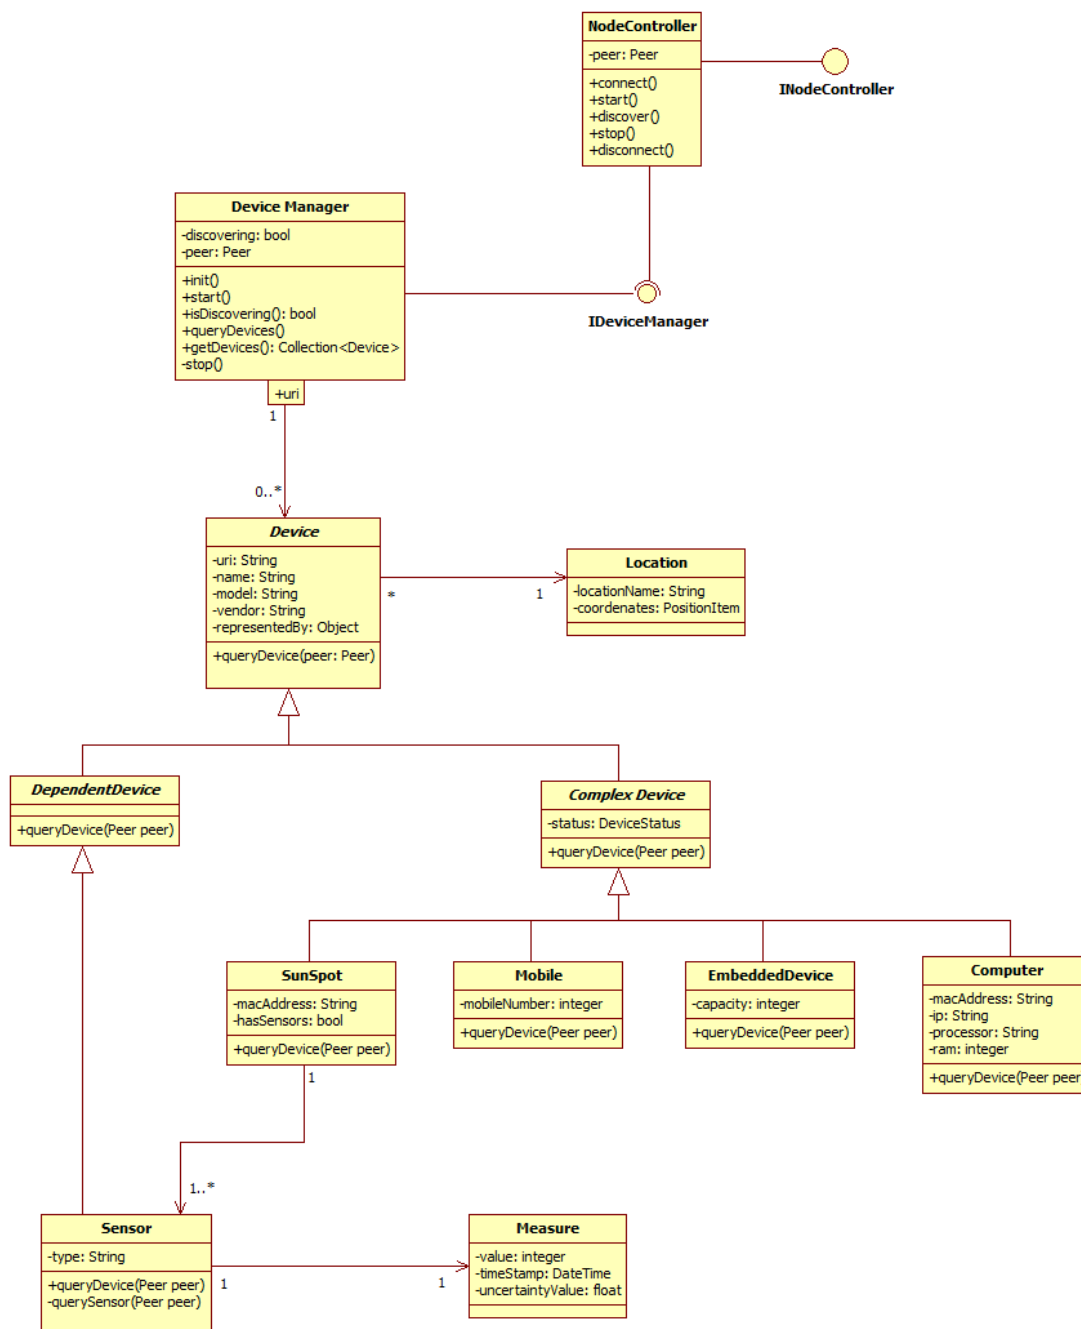 NodeController
-peer: Peer
+connect()
+start()
+discover()
+stop()
+disconnect()
INodeController
Device Manager
-discovering: bool
-peer: Peer
+init()
+start()
+isDiscovering(): bool
+queryDevices()
+getDevices(): Collection<Device>
-stop()
IDeviceManager
+uri
1
0..*
Device
-uri: String
-name: String
-model: String
-vendor: String
-representedBy: Object
+queryDevice(peer: Peer)
*
1
Location
-locationName: String
-coordenates: PositionItem
DependentDevice
+queryDevice(Peer peer)
Complex Device
-status: DeviceStatus
+queryDevice(Peer peer)
SunSpot
-macAddress: String
-hasSensors: bool
+queryDevice(Peer peer)
Mobile
-mobileNumber: integer
+queryDevice(Peer peer)
EmbeddedDevice
-capacity: integer
+queryDevice(Peer peer)
Computer
-macAddress: String
-ip: String
-processor: String
-ram: integer
+queryDevice(Peer peer
1
1..*
Sensor
-type: String
+queryDevice(Peer peer)
-querySensor(Peer peer)
1
1
Measure
-value: integer
-timeStamp: DateTime
-uncertaintyValue: float